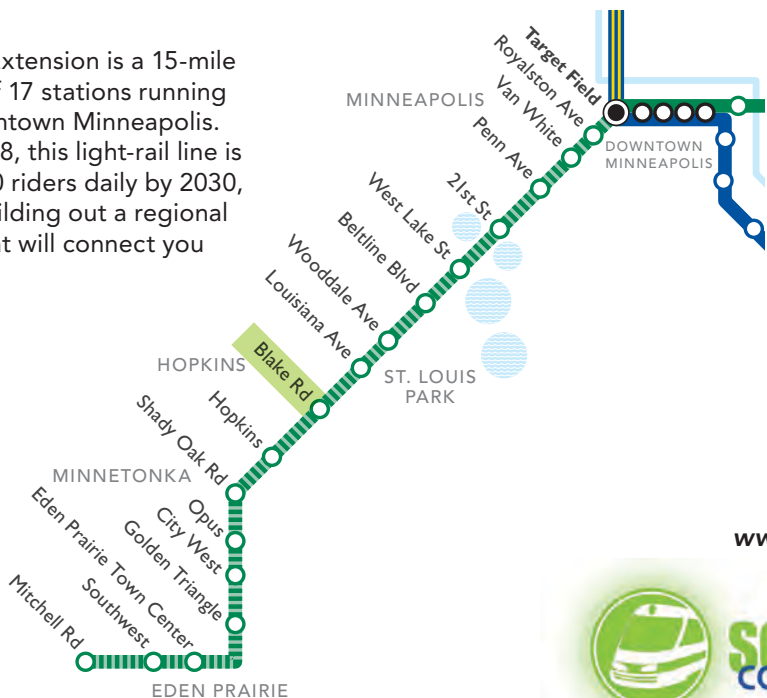 xtension is a 15-mile
17 stations running
ntown Minneapolis.
8, this light-rail line is
0 riders daily by 2030,
ilding out a regional
t will connect you
MINNEAPOLIS
Target Field
Royalston Ave
Van White
Penn Ave
21st St
West Lake St
Beltline Blvd
Wooddale Ave
Louisiana Ave
Blake Rd
Hopkins
Shady Oak Rd
Opus
City West
Golden Triangle
Eden Prairie Town Center
Southwest
Mitchell Rd
DOWNTOWN
MINNEAPOLIS
HOPKINS
ST. LOUIS
PARK
MINNETONKA
EDEN PRAIRIE
ww